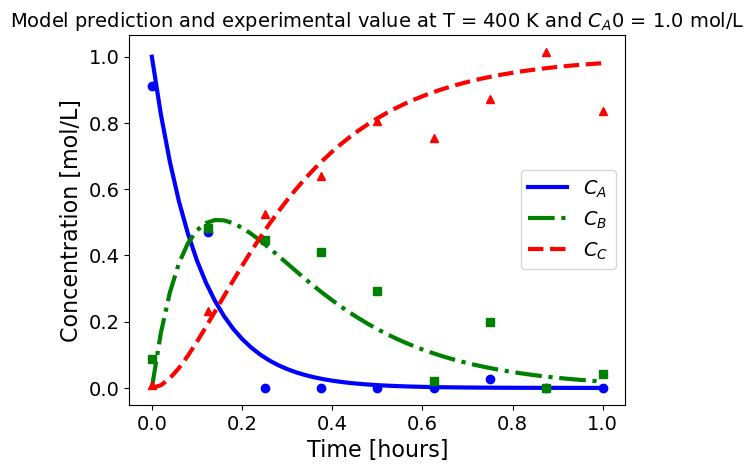 Model prediction and experimental value at T = 400 K and C_A0 = 1.0 mol/L
1.0
0.8
0.6
0.4
0.2
0.0
Concentration [mol/L]
C_A
C_B
C_C
0.0 0.2 0.4 0.6 0.8 1.0
Time [hours]